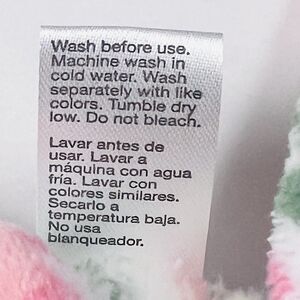 Wash before use.
Machine wash in
cold water. Wash
separately with like
colors. Tumble dry
low. Do not bleach.
Lavar antes de
usar. Lavar a
máquina con agua
fría. Lavar con
colores similares.
Secarlo a
temperatura baja.
No usa
blanqueador.